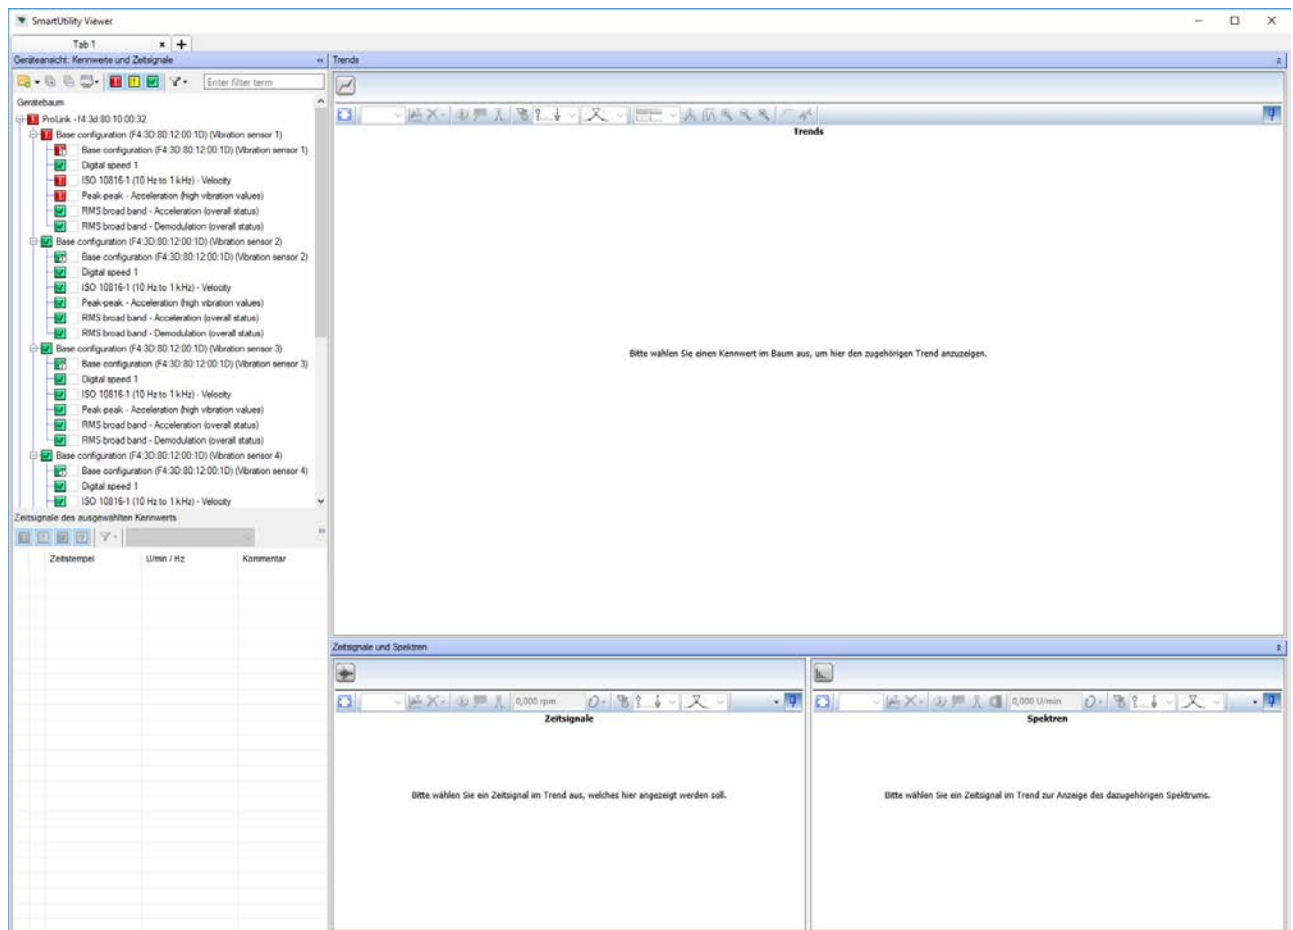 SmartUtility Viewer
Tab 1
Geräteansicht: Kennwerte und Zeitsignale
Enter filter term
Gerätebaum
ProLink - f4:3d:80:10:00:32
Base configuration (F4:3D:80:12:00:1D) (Vibration sensor 1)
Base configuration (F4:3D:80:12:00:1D) (Vibration sensor 1)
Digital speed 1
ISO 10816-1 (10 Hz to 1 kHz) - Velocity
Peak-peak - Acceleration (high vibration values)
RMS broad band - Acceleration (overall status)
RMS broad band - Demodulation (overall status)
Base configuration (F4:3D:80:12:00:1D) (Vibration sensor 2)
Base configuration (F4:3D:80:12:00:1D) (Vibration sensor 2)
Digital speed 1
ISO 10816-1 (10 Hz to 1 kHz) - Velocity
Peak-peak - Acceleration (high vibration values)
RMS broad band - Acceleration (overall status)
RMS broad band - Demodulation (overall status)
Base configuration (F4:3D:80:12:00:1D) (Vibration sensor 3)
Base configuration (F4:3D:80:12:00:1D) (Vibration sensor 3)
Digital speed 1
ISO 10816-1 (10 Hz to 1 kHz) - Velocity
Peak-peak - Acceleration (high vibration values)
RMS broad band - Acceleration (overall status)
RMS broad band - Demodulation (overall status)
Base configuration (F4:3D:80:12:00:1D) (Vibration sensor 4)
Base configuration (F4:3D:80:12:00:1D) (Vibration sensor 4)
Digital speed 1
ISO 10816-1 (10 Hz to 1 kHz) - Velocity
Zeitsignale des ausgewählten Kennwerts
Zeitstempel U/min / Hz Kommentar
Trends
Trends
Bitte wählen Sie einen Kennwert im Baum aus, um hier den zugehörigen Trend anzuzeigen.
Zeitsignale und Spektren
0,000 rpm
Zeitsignale
Bitte wählen Sie ein Zeitsignal im Trend aus, welches hier angezeigt werden soll.
0,000 U/min
Spektren
Bitte wählen Sie ein Zeitsignal im Trend zur Anzeige des dazugehörigen Spektrums.